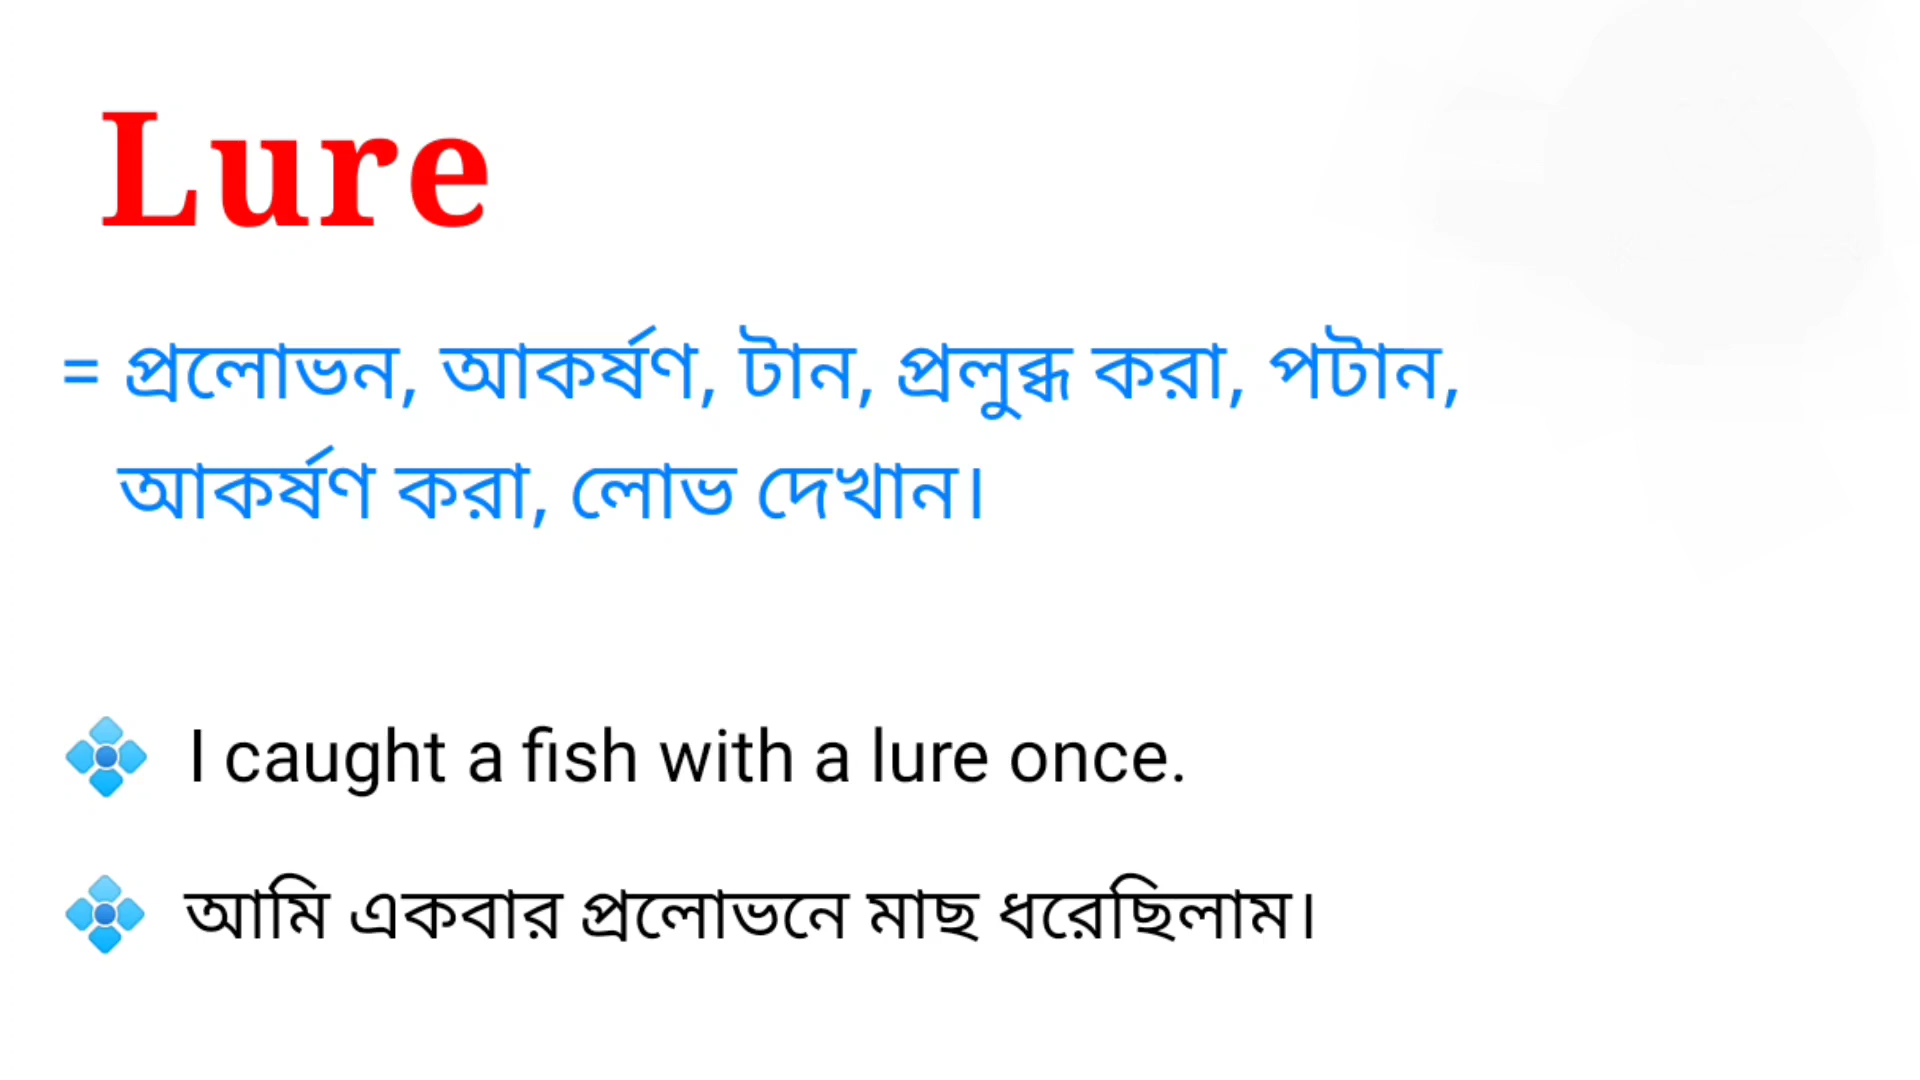 Lure
= প্রলোভন, আকর্ষণ, টান, প্রলুব্ধ করা, পটান,
আকর্ষণ করা, লোভ দেখান।
💠 I caught a fish with a lure once.
💠 আমি একবার প্রলোভনে মাছ ধরেছিলাম।